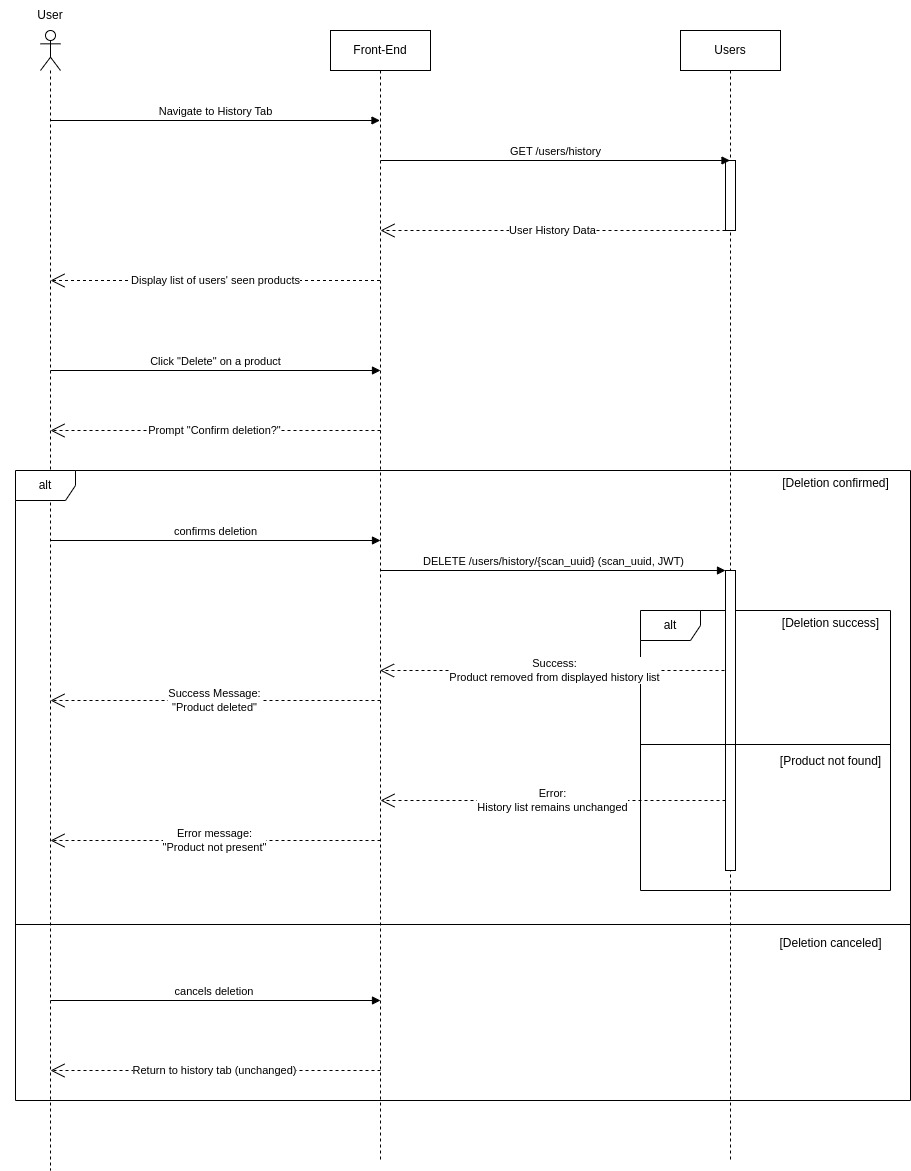 User
Front-End
Users
Navigate to History Tab
GET /users/history
User History Data
Display list of users' seen products
Click "Delete" on a product
Prompt "Confirm deletion?"
alt
[Deletion confirmed]
confirms deletion
DELETE /users/history/{scan_uuid} (scan_uuid, JWT)
alt
[Deletion success]
Success:
Product removed from displayed history list
Success Message:
"Product deleted"
[Product not found]
Error:
History list remains unchanged
Error message:
"Product not present"
[Deletion canceled]
cancels deletion
Return to history tab (unchanged)